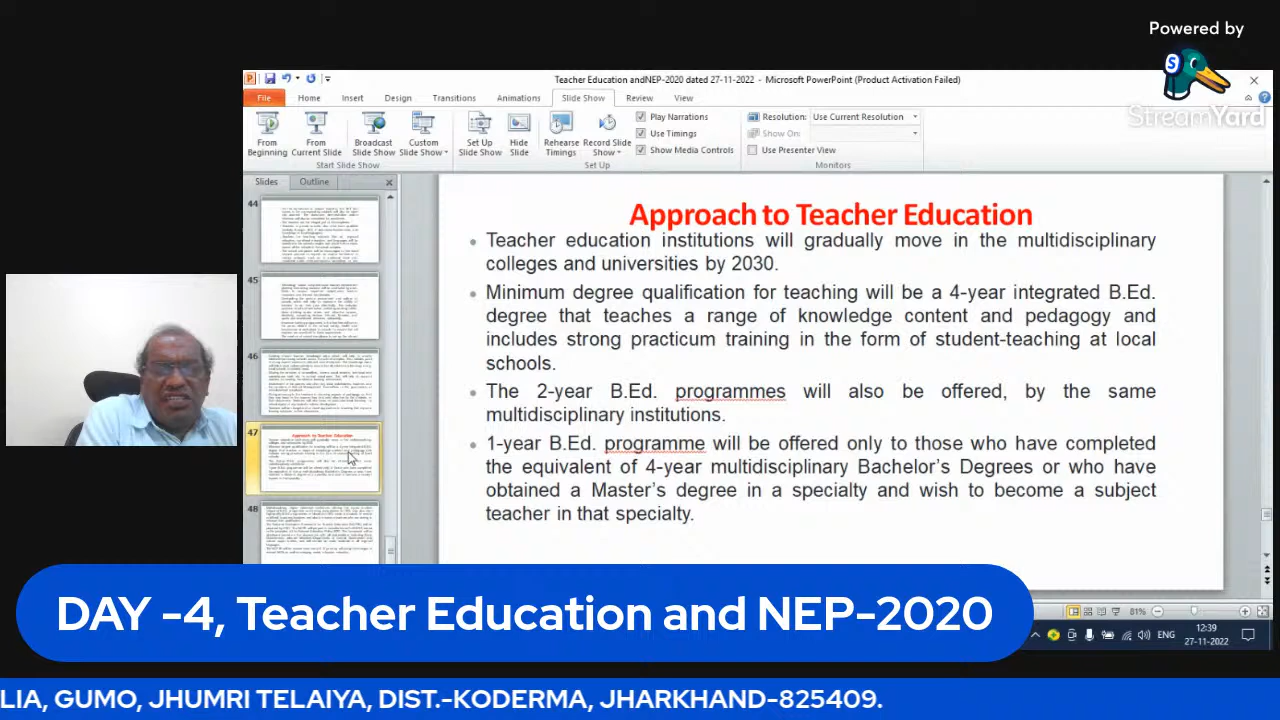 Powered by
StreamYard
Teacher Education andNEP-2020 dated 27-11-2022 - Microsoft PowerPoint (Product Activation Failed)
File Home Insert Design Transitions Animations Slide Show Review View
From Beginning
From Current Slide
Broadcast Slide Show
Custom Slide Show
Set Up Slide Show
Hide Slide
Rehearse Timings
Record Slide Show
Play Narrations
Use Timings
Show Media Controls
Resolution: Use Current Resolution
Show On:
Use Presenter View
Start Slide Show
Set Up
Monitors
Slides Outline
44
45
46
47
Approach to Teacher Education
48
Approach to Teacher Education
• Teacher education institutions will gradually move in the multidisciplinary
colleges and universities by 2030.
• Minimum degree qualification for teaching will be a 4-year integrated B.Ed.
degree that teaches a range of knowledge content and pedagogy and
includes strong practicum training in the form of student-teaching at local
schools.
• The 2-year B.Ed. programmes will also be offered, by the same
multidisciplinary institutions.
• 1-year B.Ed. programme will be offered only to those who have completed
the equivalent of 4-year multidisciplinary Bachelor's Degrees or who have
obtained a Master's degree in a specialty and wish to become a subject
teacher in that specialty.
81%
ENG
12:39
27-11-2022
DAY -4, Teacher Education and NEP-2020
LIA, GUMO, JHUMRI TELAIYA, DIST.-KODERMA, JHARKHAND-825409.